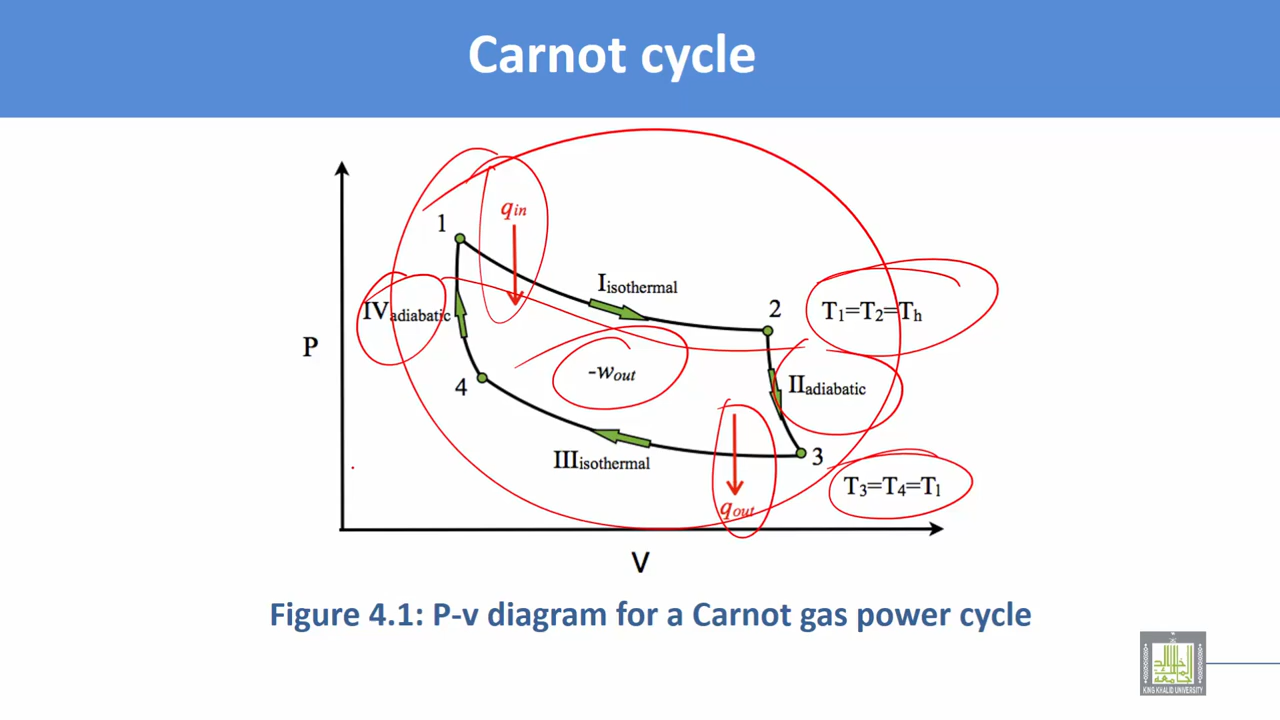 Carnot cycle
1
qin
Iisothermal
2
T1=T2=Th
IVadiabatic
P
-wout
4
IIadiabatic
IIIisothermal
3
T3=T4=Tl
qout
V
Figure 4.1: P-v diagram for a Carnot gas power cycle
KING KHALID UNIVERSITY